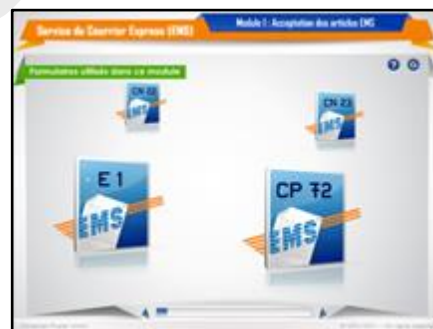 Service de Courrier Express (EMS)
Module 1 : Acceptation des articles EMS
Formulaires utilisés dans ce module
CN 22
EMS
CN 23
EMS
E 1
EMS
CP 72
EMS